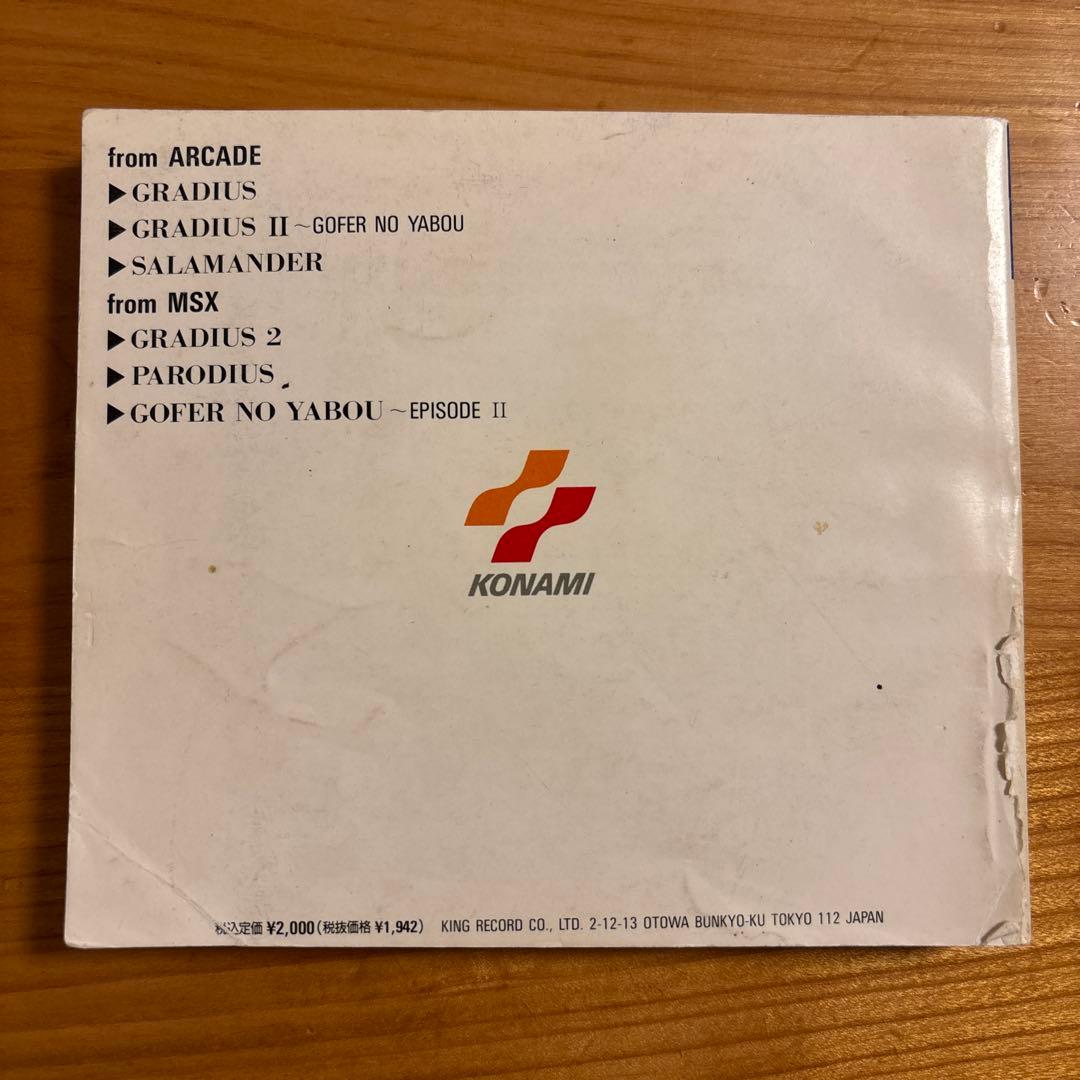 from ARCADE
▶GRADIUS
▶GRADIUS II～GOFER NO YABOU
▶SALAMANDER
from MSX
▶GRADIUS 2
▶PARODIUS
▶GOFER NO YABOU～EPISODE II
KONAMI
税込定価 ¥2,000(税抜価格 ¥1,942) KING RECORD CO., LTD. 2-12-13 OTOWA BUNKYO-KU TOKYO 112 JAPAN